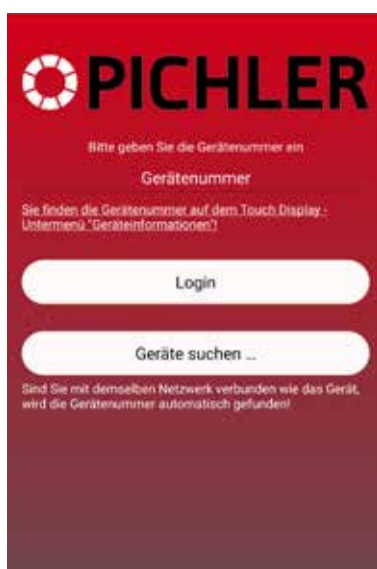 PICHLER
Bitte geben Sie die Gerätenummer ein
Gerätenummer
Sie finden die Gerätenummer auf dem Touch Display -
Untermenü "Geräteinformationen"!
Login
Geräte suchen ...
Sind Sie mit demselben Netzwerk verbunden wie das Gerät,
wird die Gerätenummer automatisch gefunden!